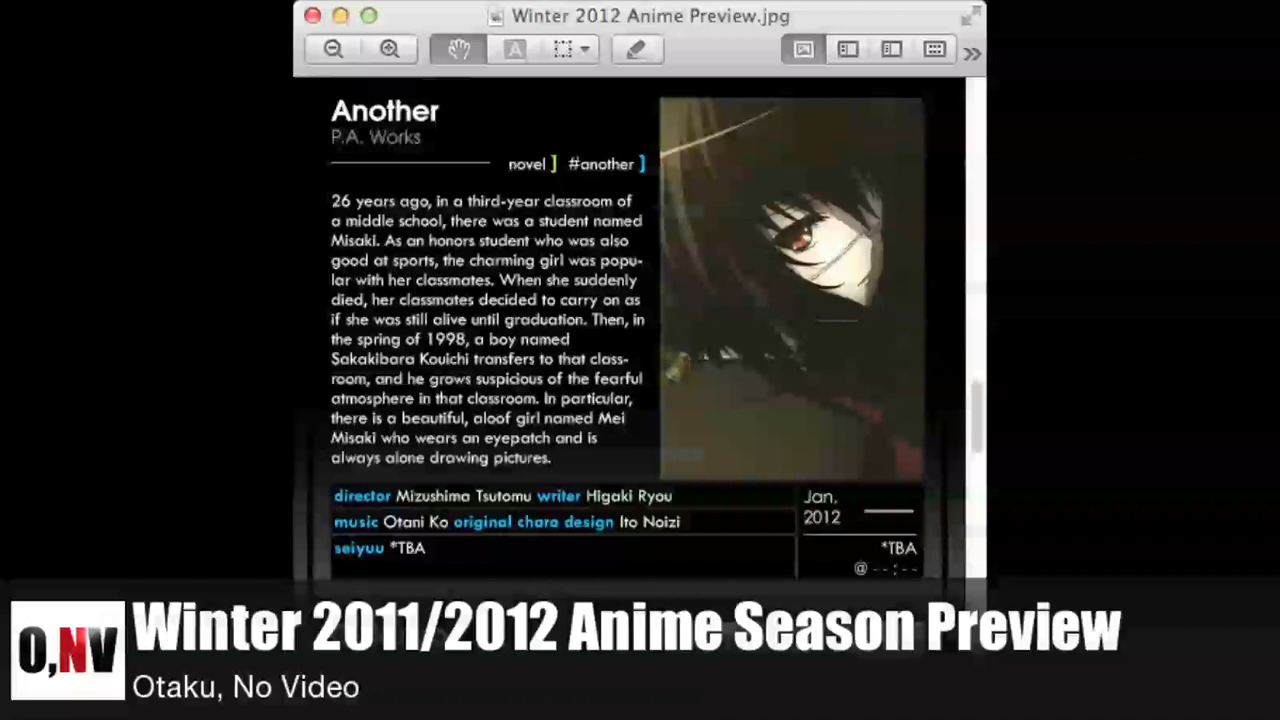 Winter 2012 Anime Preview.jpg
A
Another
P.A. Works
novel ] #another ]
26 years ago, in a third-year classroom of
a middle school, there was a student named
Misaki. As an honors student who was also
good at sports, the charming girl was popu-
lar with her classmates. When she suddenly
died, her classmates decided to carry on as
if she was still alive until graduation. Then, in
the spring of 1998, a boy named
Sakakibara Kouichi transfers to that class-
room, and he grows suspicious of the fearful
atmosphere in that classroom. In particular,
there is a beautiful, aloof girl named Mei
Misaki who wears an eyepatch and is
always alone drawing pictures.
director Mizushima Tsutomu writer Higaki Ryou
music Otani Ko original chara design Ito Noizi
seiyuu *TBA
Jan.
2012
*TBA
@ --:--
O,NV
Winter 2011/2012 Anime Season Preview
Otaku, No Video